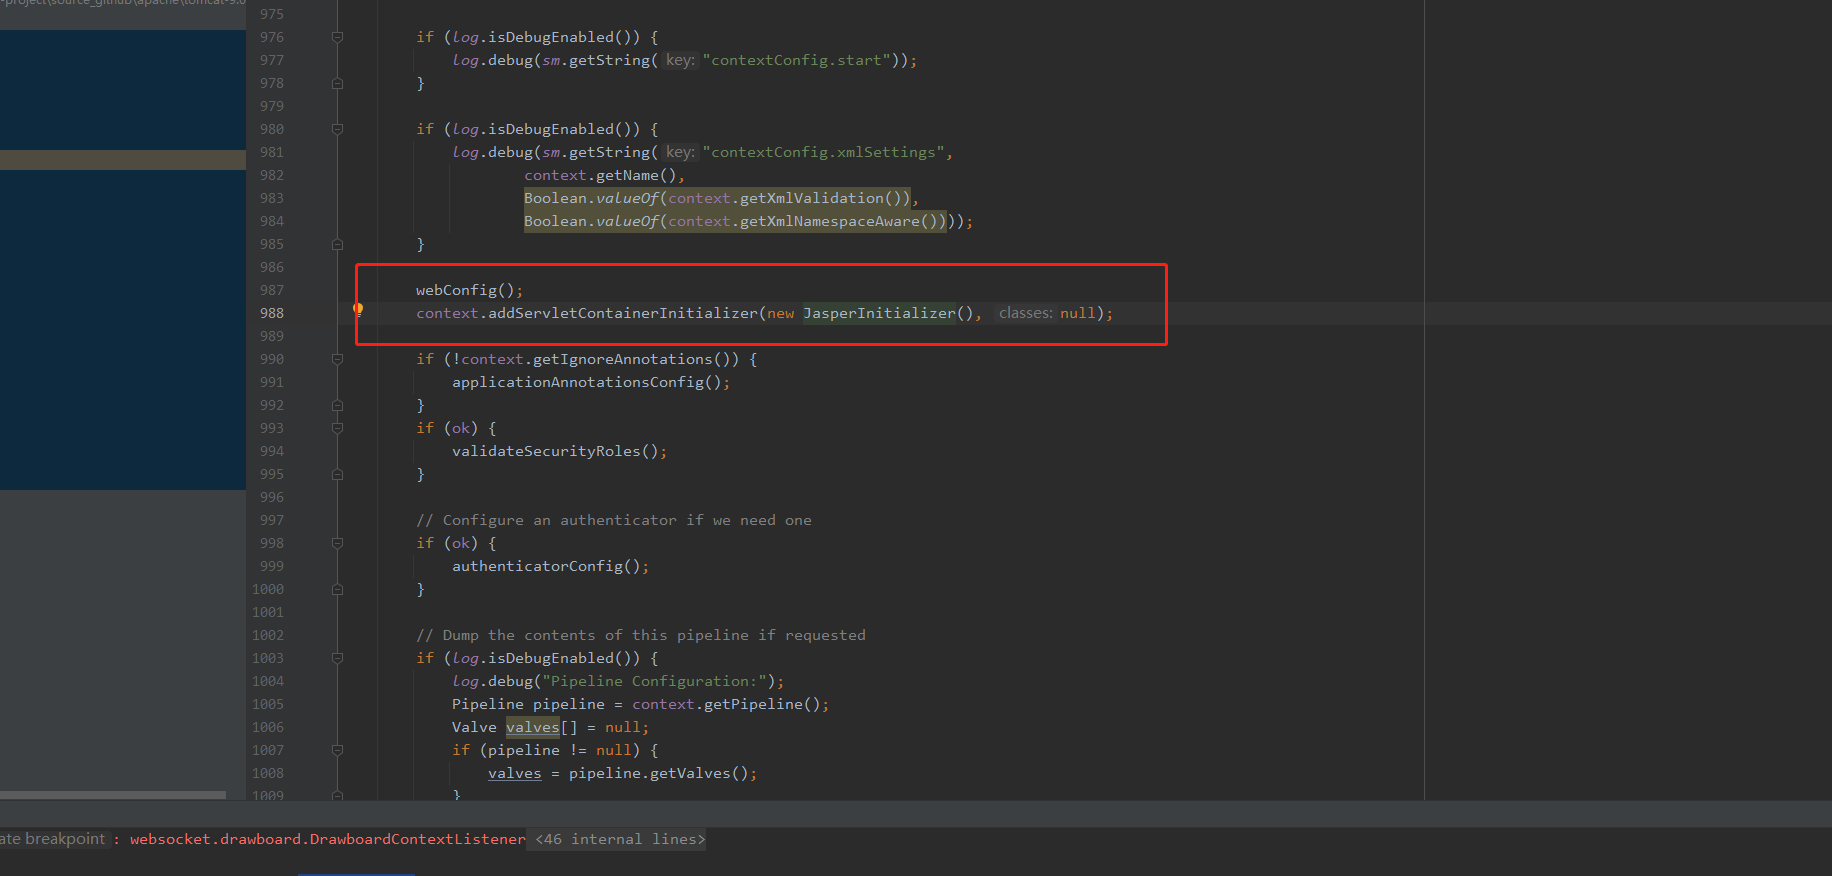 -project\source_github\apache\tomcat-9.0
975
976 if (log.isDebugEnabled()) {
977 log.debug(sm.getString( key: "contextConfig.start"));
978 }
979
980 if (log.isDebugEnabled()) {
981 log.debug(sm.getString( key: "contextConfig.xmlSettings",
982 context.getName(),
983 Boolean.valueOf(context.getXmlValidation()),
984 Boolean.valueOf(context.getXmlNamespaceAware())));
985 }
986
987 webConfig();
988 context.addServletContainerInitializer(new JasperInitializer(), classes: null);
989
990 if (!context.getIgnoreAnnotations()) {
991 applicationAnnotationsConfig();
992 }
993 if (ok) {
994 validateSecurityRoles();
995 }
996
997 // Configure an authenticator if we need one
998 if (ok) {
999 authenticatorConfig();
1000 }
1001
1002 // Dump the contents of this pipeline if requested
1003 if (log.isDebugEnabled()) {
1004 log.debug("Pipeline Configuration:");
1005 Pipeline pipeline = context.getPipeline();
1006 Valve valves[] = null;
1007 if (pipeline != null) {
1008 valves = pipeline.getValves();
1009 }
ate breakpoint : websocket.drawboard.DrawboardContextListener <46 internal lines>